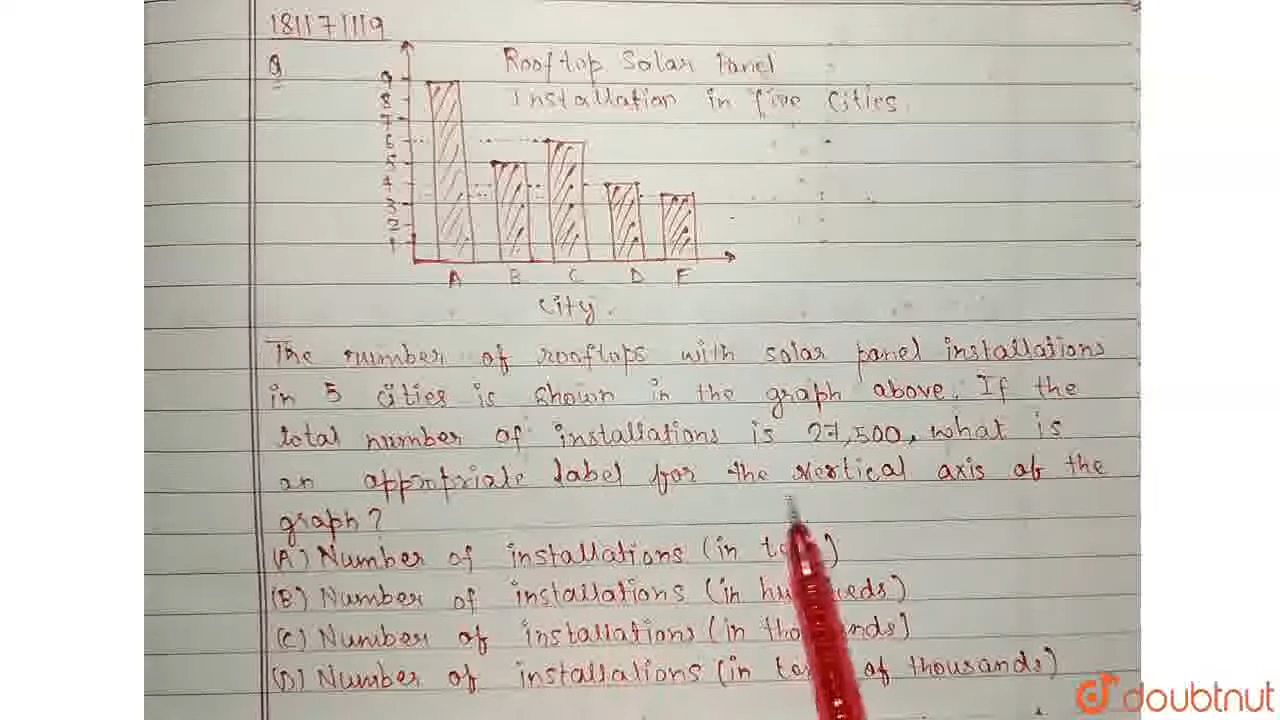 181171119
Q
Rooftop Solar Panel
Installation in five cities.
9
8
7
6
5
4
3
2
1
A B C D E
City.
The number of rooftops with solar panel installations
in 5 cities is shown in the graph above. If the
total number of installations is 27,500, what is
an appropriate label for the vertical axis of the
graph?
(A) Number of installations (in )
(B) Number of installations (in hundreds)
(C) Number of installations (in thousands)
(D) Number of installations (in of thousands)
doubtnut